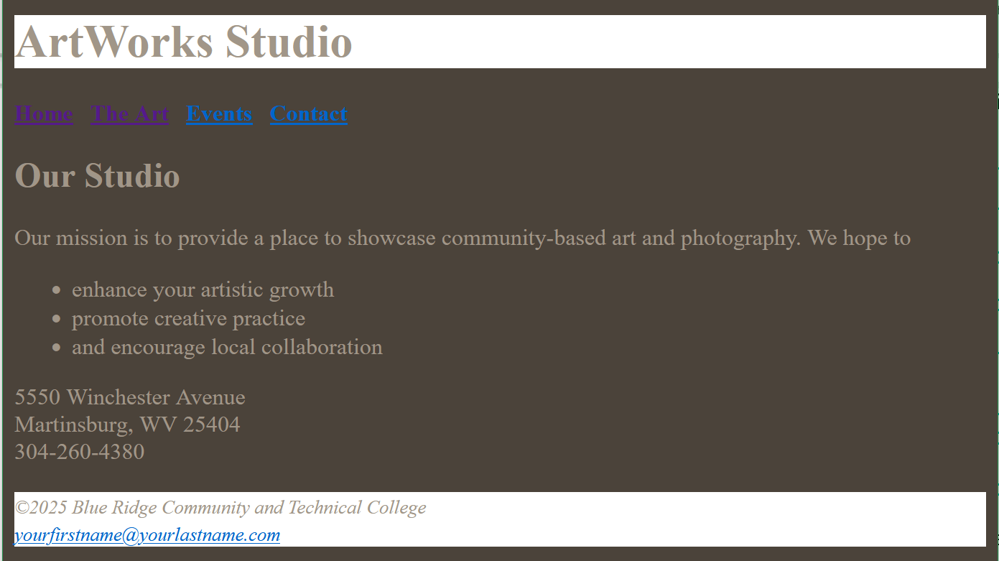 ArtWorks Studio
Home The Art Events Contact
Our Studio
Our mission is to provide a place to showcase community-based art and photography. We hope to
• enhance your artistic growth
• promote creative practice
• and encourage local collaboration
5550 Winchester Avenue
Martinsburg, WV 25404
304-260-4380
©2025 Blue Ridge Community and Technical College
yourfirstname@yourlastname.com